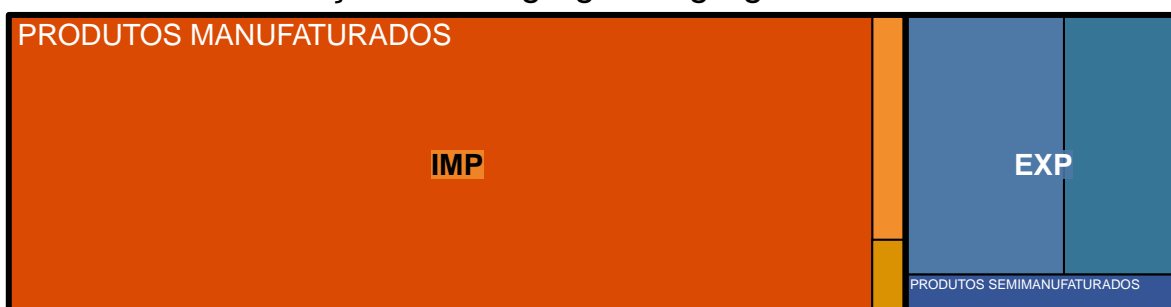 PRODUTOS MANUFATURADOS
IMP
EXP
PRODUTOS SEMIMANUFATURADOS